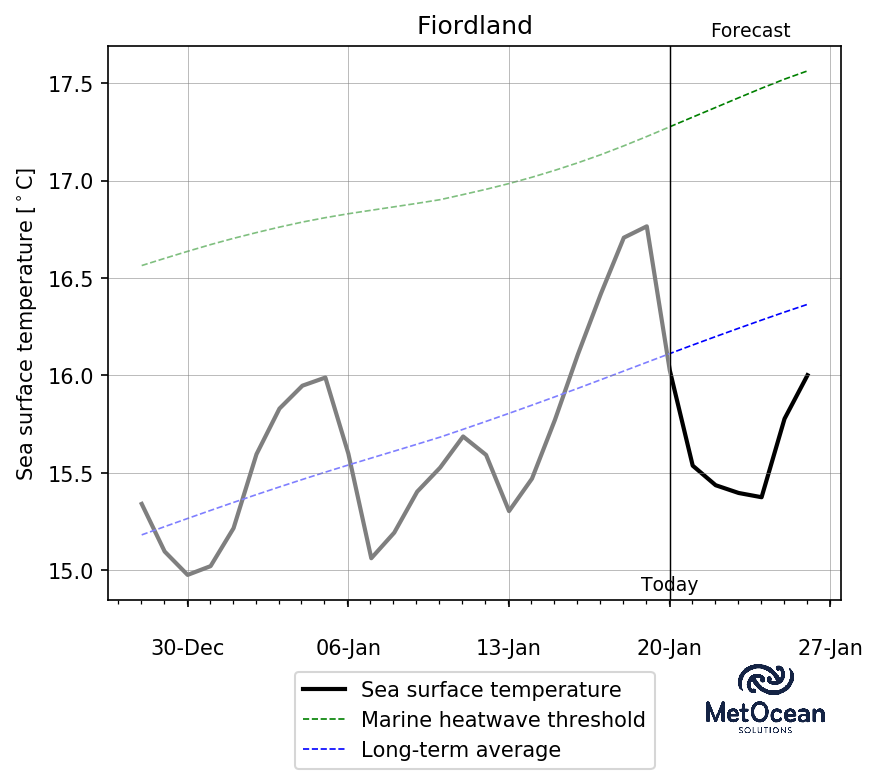 Fiordland
Forecast
17.5
17.0
16.5
16.0
15.5
15.0
Sea surface temperature [°C]
Today
30-Dec 06-Jan 13-Jan 20-Jan 27-Jan
Sea surface temperature
Marine heatwave threshold
Long-term average
MetOcean
SOLUTIONS